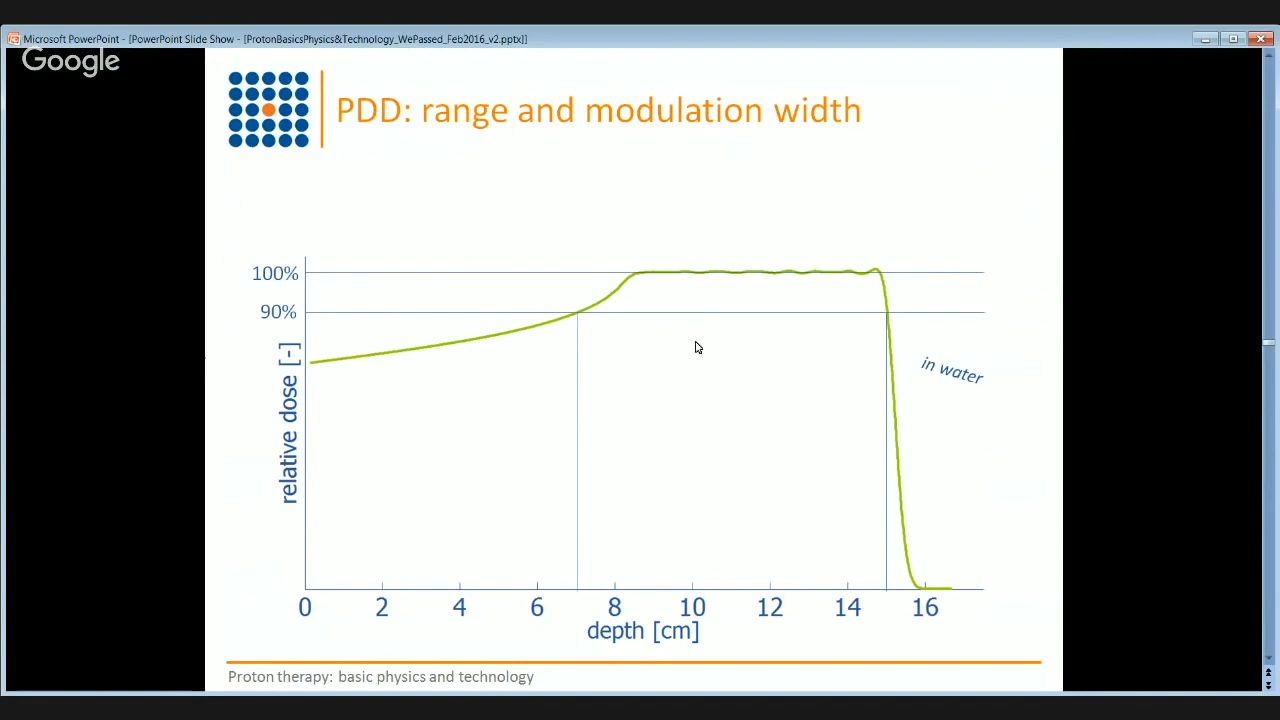 Microsoft PowerPoint - [PowerPoint Slide Show - [ProtonBasicsPhysics&Technology_WePassed_Feb2016_v2.pptx]]
Google
PDD: range and modulation width
100%
90%
in water
relative dose [-]
0 2 4 6 8 10 12 14 16
depth [cm]
Proton therapy: basic physics and technology